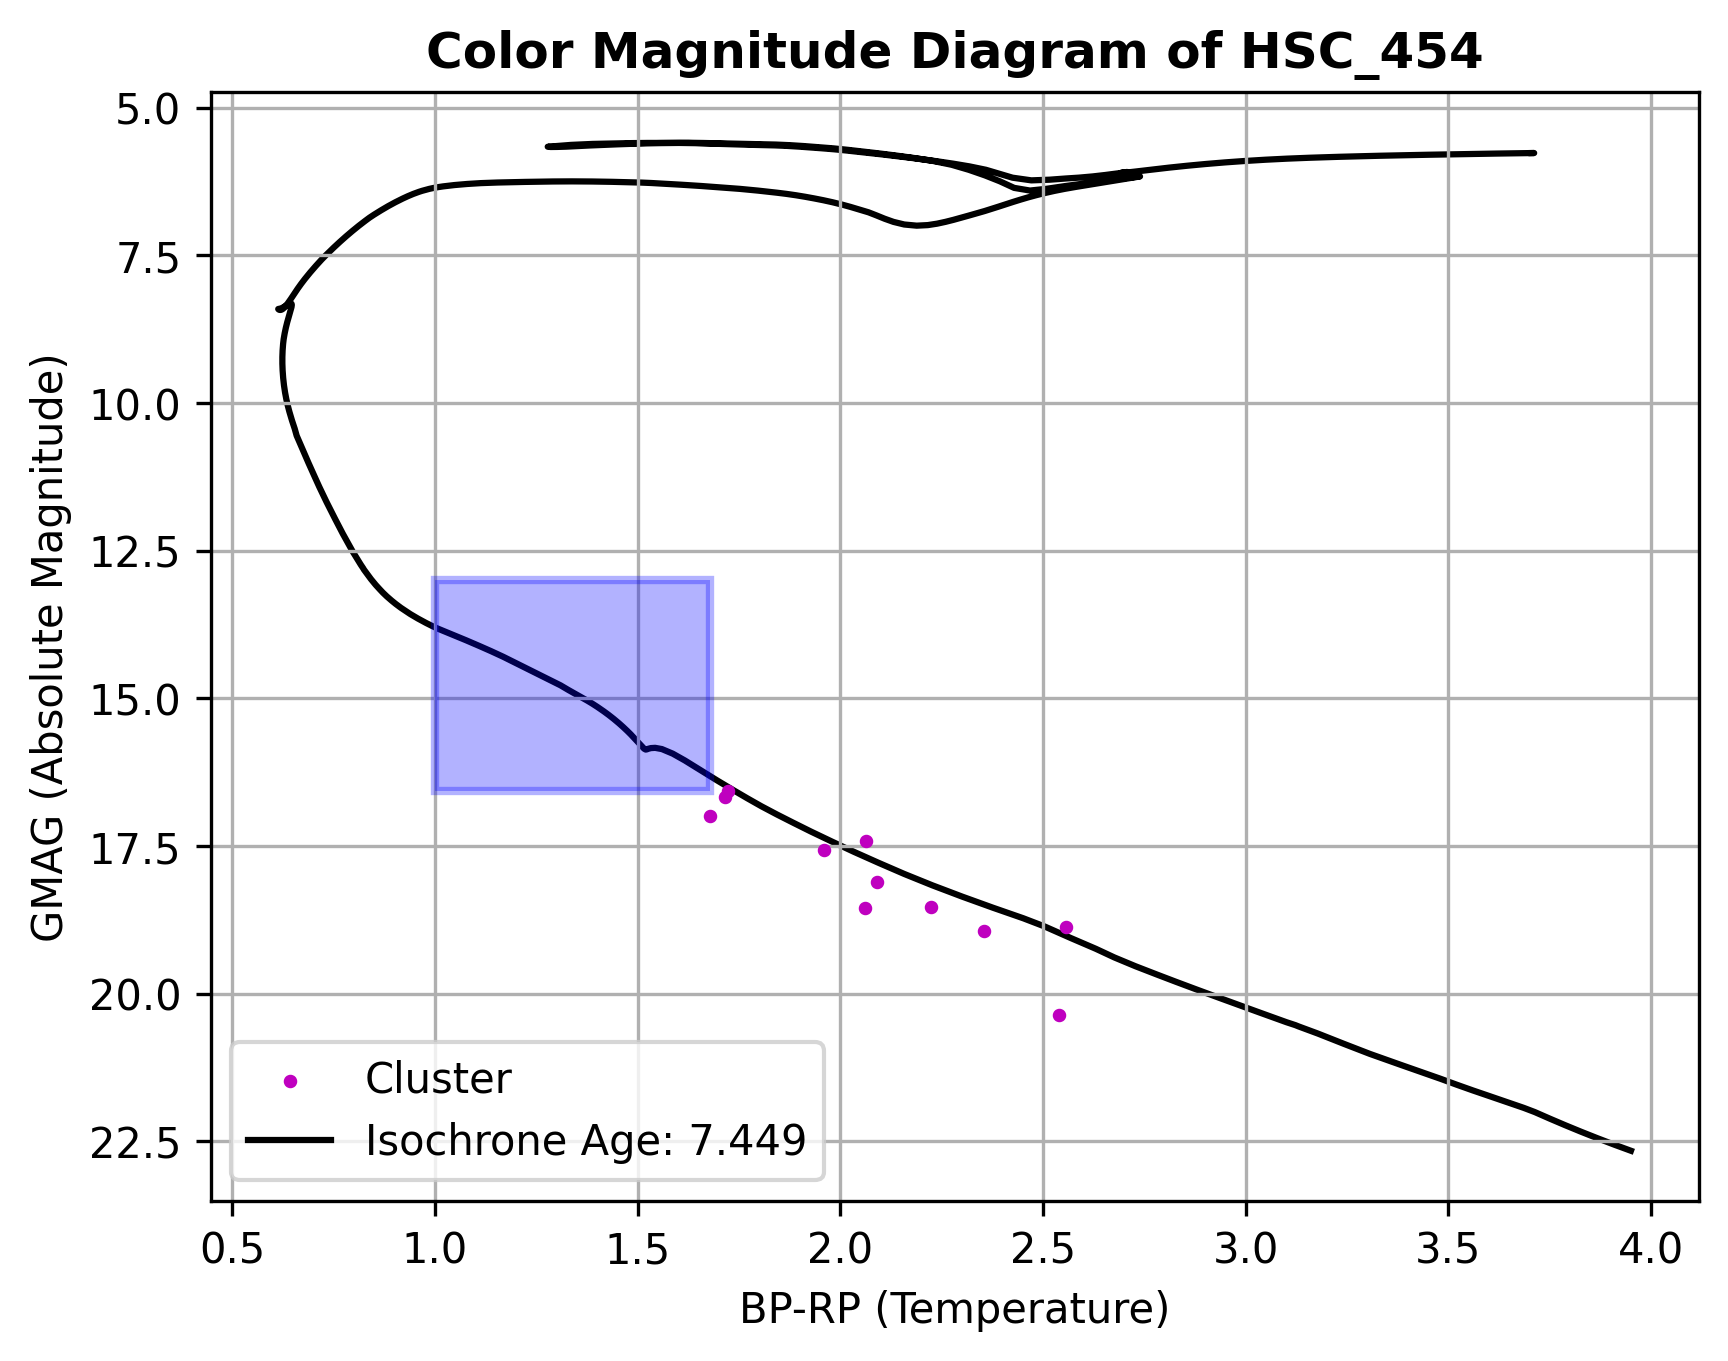 Color Magnitude Diagram of HSC_454
GMAG (Absolute Magnitude)
5.0
7.5
10.0
12.5
15.0
17.5
20.0
22.5
Cluster
Isochrone Age: 7.449
0.5 1.0 1.5 2.0 2.5 3.0 3.5 4.0
BP-RP (Temperature)